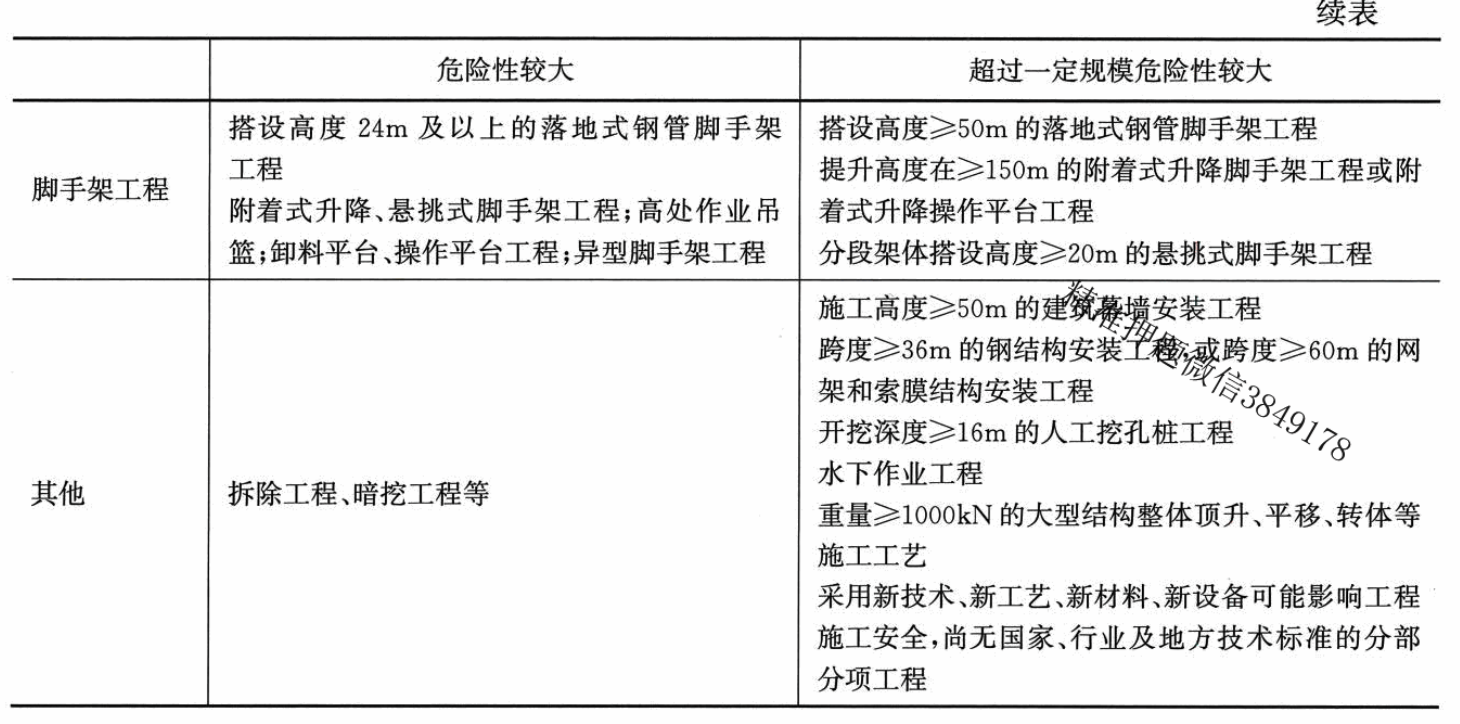 续表
危险性较大
超过一定规模危险性较大
脚手架工程
搭设高度 24m 及以上的落地式钢管脚手架
工程
附着式升降、悬挑式脚手架工程;高处作业吊
篮;卸料平台、操作平台工程;异型脚手架工程
搭设高度≥50m 的落地式钢管脚手架工程
提升高度在≥150m 的附着式升降脚手架工程或附
着式升降操作平台工程
分段架体搭设高度≥20m 的悬挑式脚手架工程
其他
拆除工程、暗挖工程等
施工高度≥50m 的建筑幕墙安装工程
跨度≥36m 的钢结构安装工程,或跨度≥60m 的网
架和索膜结构安装工程
开挖深度≥16m 的人工挖孔桩工程
水下作业工程
重量≥1000kN 的大型结构整体顶升、平移、转体等
施工工艺
采用新技术、新工艺、新材料、新设备可能影响工程
施工安全,尚无国家、行业及地方技术标准的分部
分项工程
精准押题微信3849178